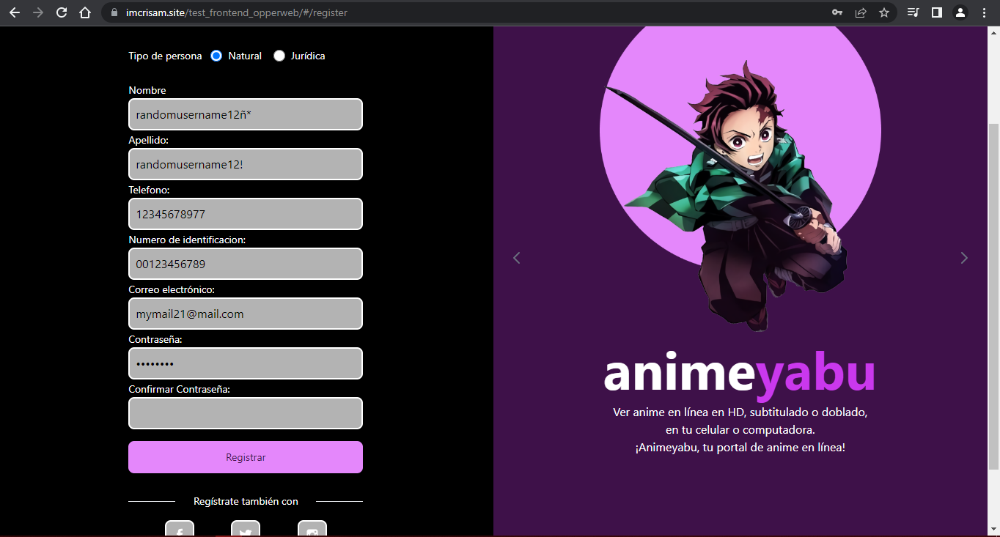 imcrisam.site/test_frontend_opperweb/#/register
Tipo de persona Natural Jurídica
Nombre
randomusername12ñ*
Apellido:
randomusername12!
Telefono:
12345678977
Numero de identificacion:
00123456789
Correo electrónico:
mymail21@mail.com
Contraseña:
••••••••
Confirmar Contraseña:
Registrar
Regístrate también con
animeyabu
Ver anime en línea en HD, subtitulado o doblado,
en tu celular o computadora.
¡Animeyabu, tu portal de anime en línea!